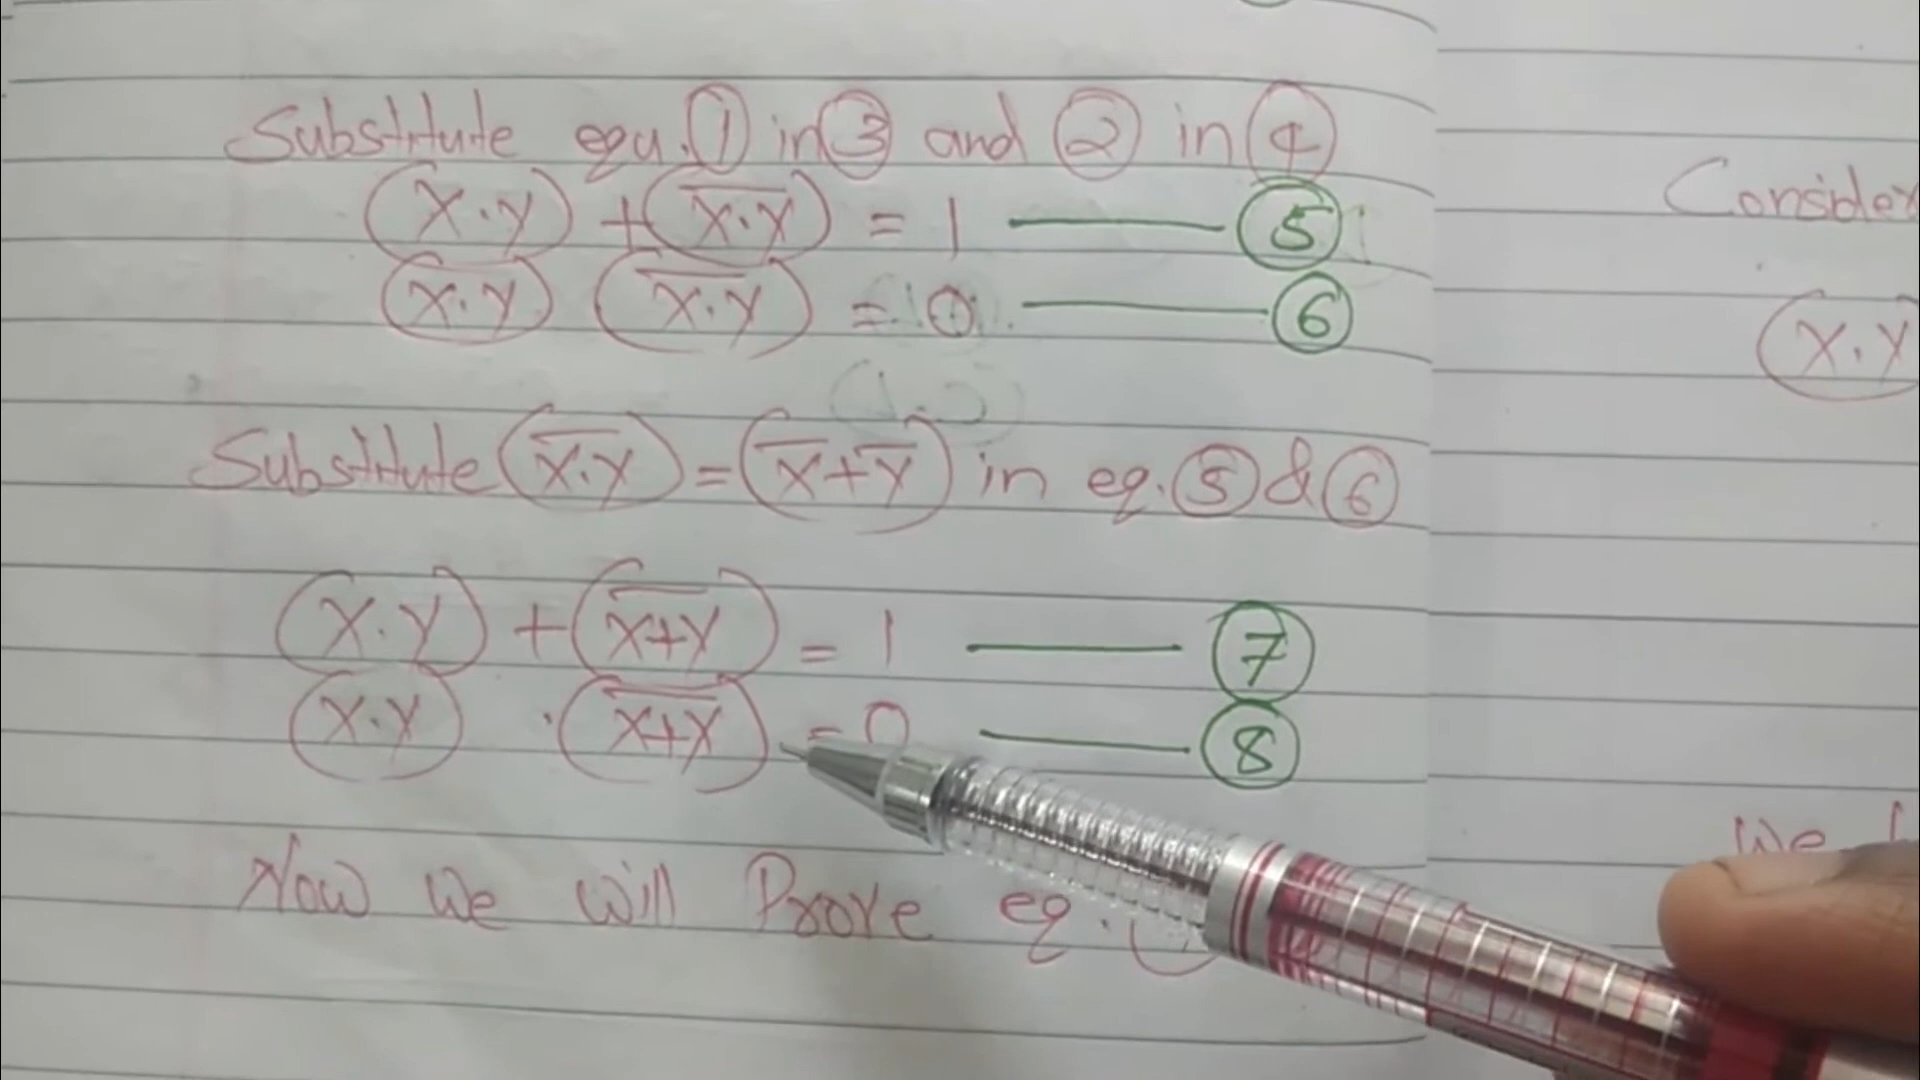 Substitute equ. ① in ③ and ② in ④
(X.Y) + (X̅.̅Y̅) = 1 —— ⑤
(X.Y) (X̅.̅Y̅) = 0 —— ⑥
Substitute (X̅.̅Y̅) = (X̅+Y̅) in eq. ⑤ & ⑥
(X.Y) + (X̅+̅Y̅) = 1 —— ⑦
(X.Y) . (X̅+̅Y̅) = 0 —— ⑧
Now we will Prove eq.
Consider
(X.Y
We